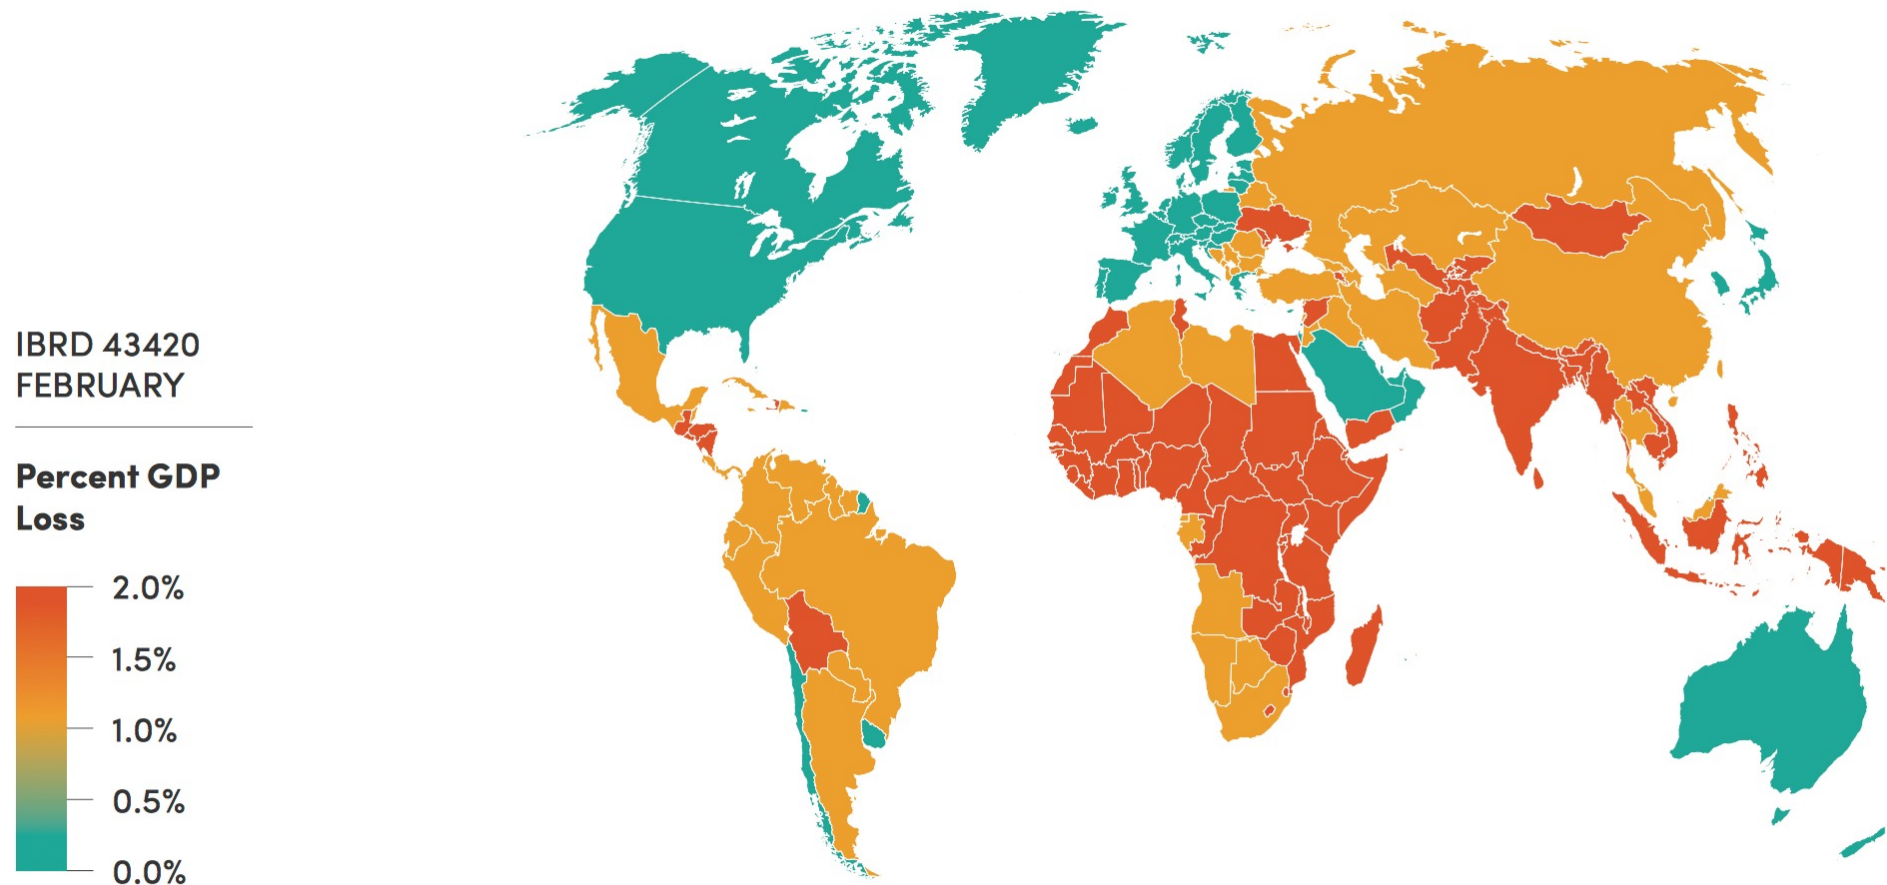 IBRD 43420
FEBRUARY
Percent GDP
Loss
2.0%
1.5%
1.0%
0.5%
0.0%